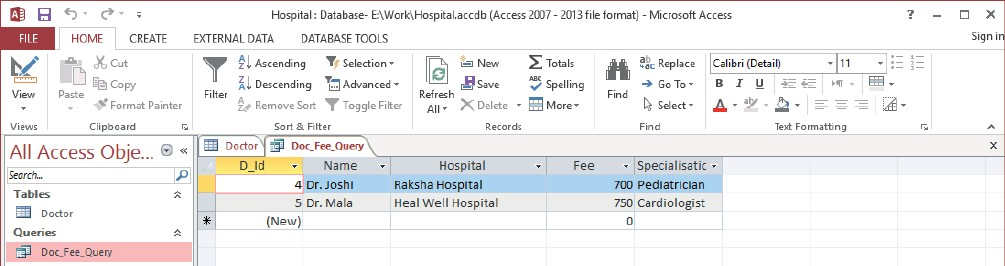 Hospital : Database- E:\Work\Hospital.accdb (Access 2007 - 2013 file format) - Microsoft Access
FILE HOME CREATE EXTERNAL DATA DATABASE TOOLS Sign in
View
Views
Paste
Cut
Copy
Format Painter
Clipboard
Filter
Ascending
Descending
Remove Sort
Selection
Advanced
Toggle Filter
Sort & Filter
Refresh
All
New
Save
Delete
Totals
Spelling
More
Records
Find
Replace
Go To
Select
Find
Calibri (Detail) 11
B I U
A
Text Formatting
All Access Obje...
Search...
Tables
Doctor
Queries
Doc_Fee_Query
Doctor Doc_Fee_Query
D_Id Name Hospital Fee Specialisatic
4 Dr. Joshi Raksha Hospital 700 Pediatrician
5 Dr. Mala Heal Well Hospital 750 Cardiologist
(New) 0